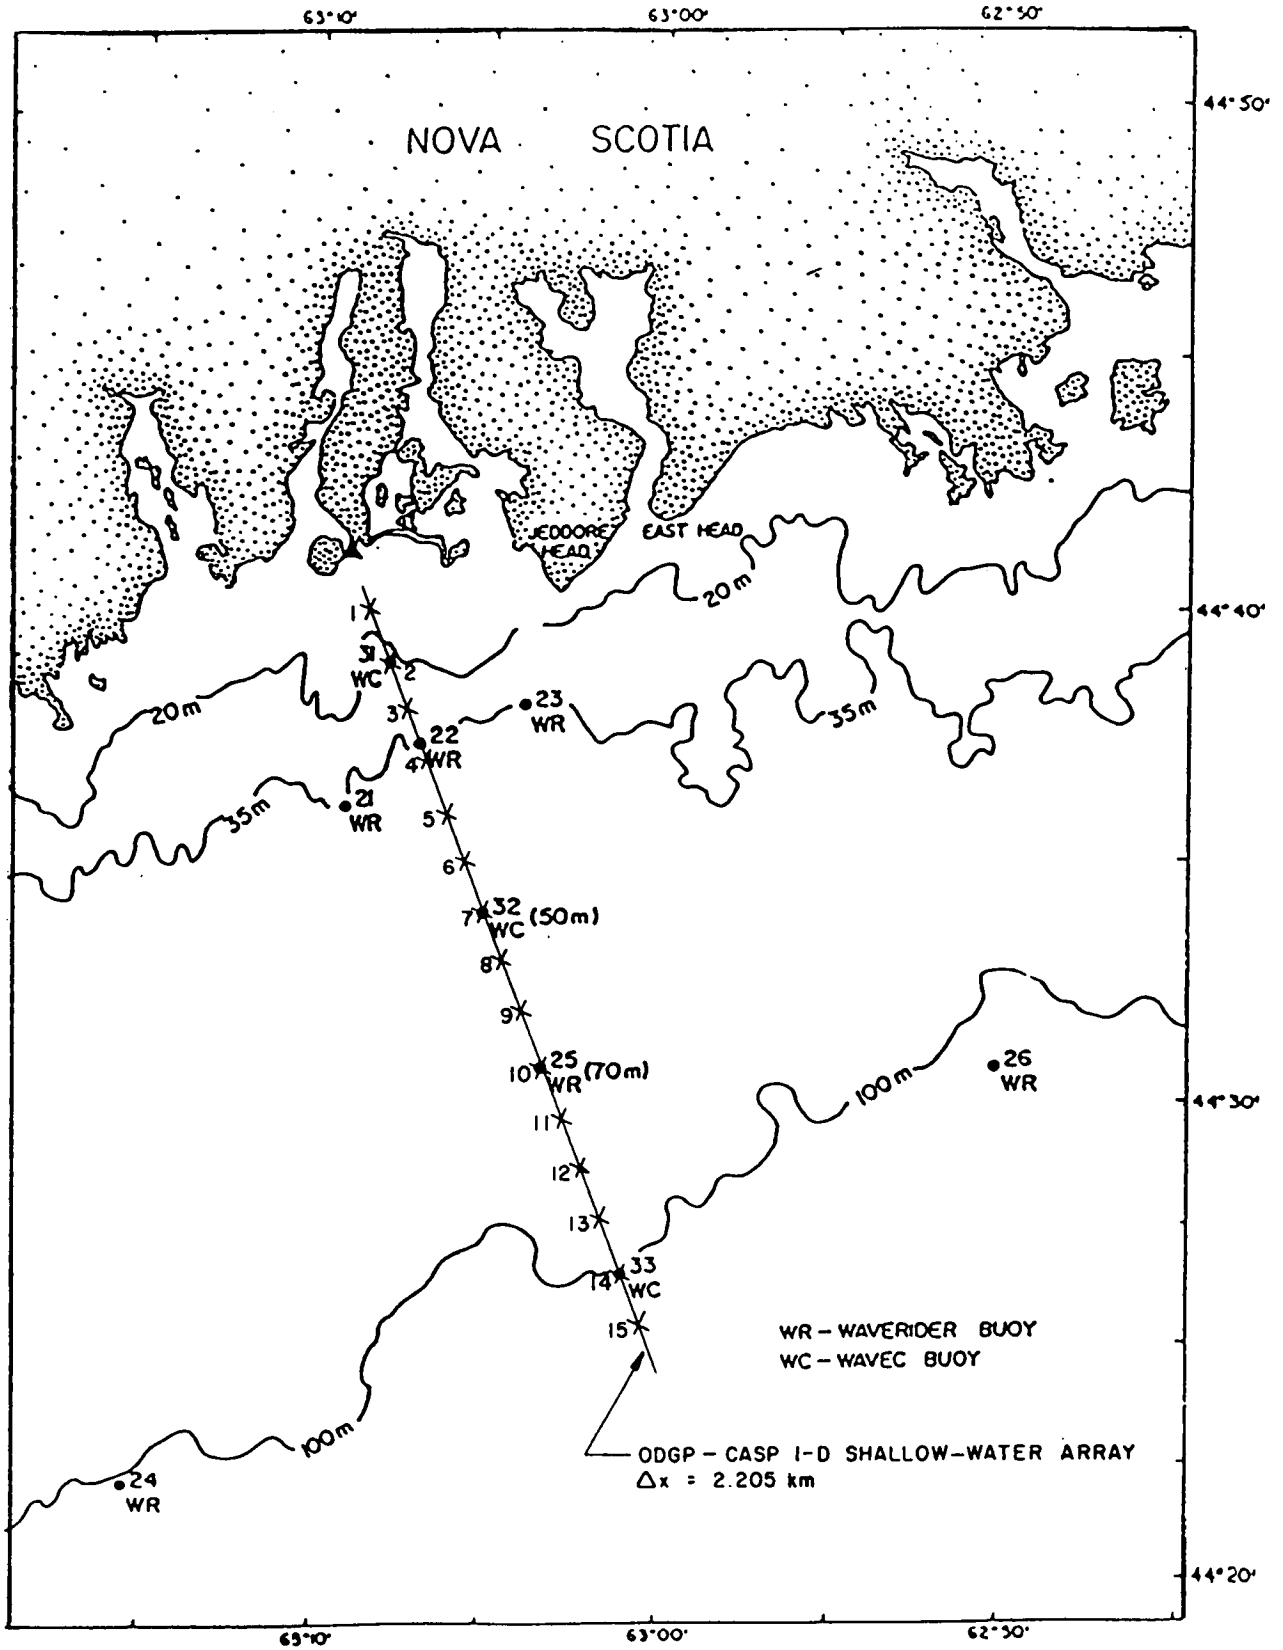 63°10' 63°00' 62°50'
44°50'
NOVA SCOTIA
JEDDORE HEAD
EAST HEAD
20m
1
44°40'
31 WC
2
20m
3
23 WR
35m
22 WR
4
21 WR
35m
5
6
7
32 WC (50m)
8
9
10
25 WR (70m)
26 WR
100m
11
44°30'
12
13
14
33 WC
15
WR – WAVERIDER BUOY
WC – WAVEC BUOY
100m
ODGP – CASP 1-D SHALLOW-WATER ARRAY
Δx = 2.205 km
24 WR
44°20'
63°10' 63°00' 62°50'